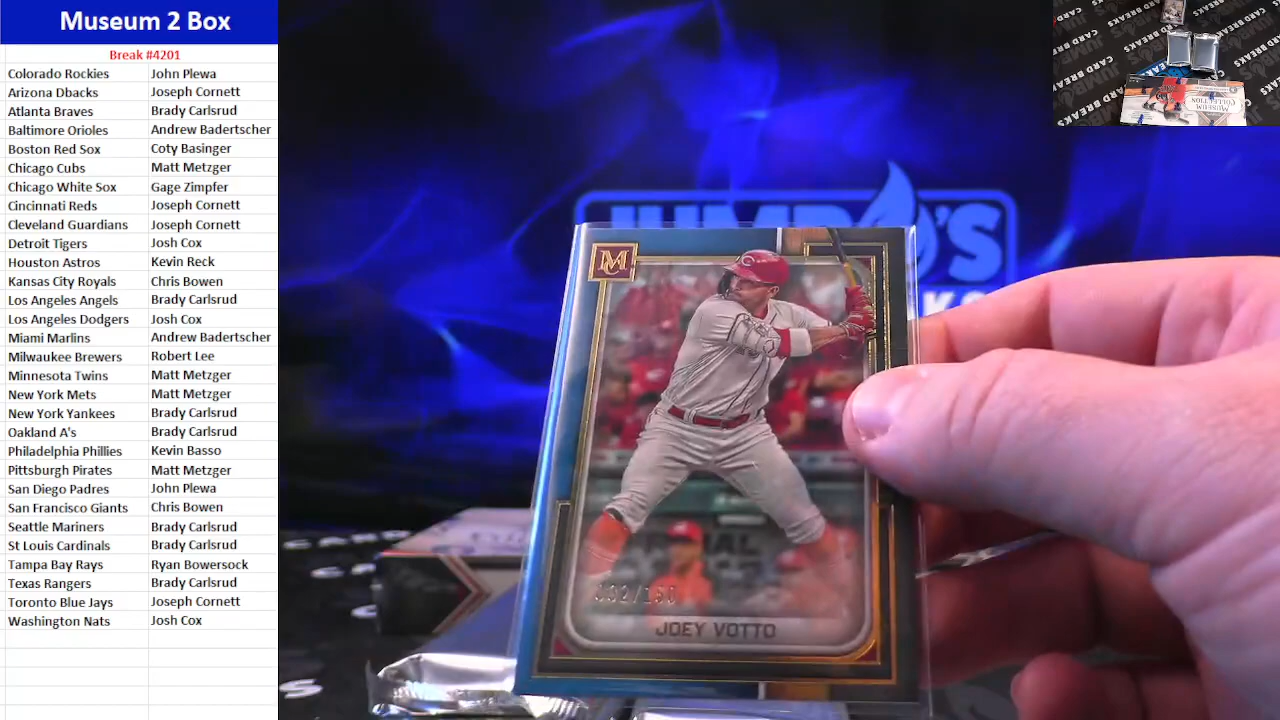 Museum 2 Box
Break #4201
Colorado Rockies John Plewa
Arizona Dbacks Joseph Cornett
Atlanta Braves Brady Carlsrud
Baltimore Orioles Andrew Badertscher
Boston Red Sox Coty Basinger
Chicago Cubs Matt Metzger
Chicago White Sox Gage Zimpfer
Cincinnati Reds Joseph Cornett
Cleveland Guardians Joseph Cornett
Detroit Tigers Josh Cox
Houston Astros Kevin Reck
Kansas City Royals Chris Bowen
Los Angeles Angels Brady Carlsrud
Los Angeles Dodgers Josh Cox
Miami Marlins Andrew Badertscher
Milwaukee Brewers Robert Lee
Minnesota Twins Matt Metzger
New York Mets Matt Metzger
New York Yankees Brady Carlsrud
Oakland A's Brady Carlsrud
Philadelphia Phillies Kevin Basso
Pittsburgh Pirates Matt Metzger
San Diego Padres John Plewa
San Francisco Giants Chris Bowen
Seattle Mariners Brady Carlsrud
St Louis Cardinals Brady Carlsrud
Tampa Bay Rays Ryan Bowersock
Texas Rangers Brady Carlsrud
Toronto Blue Jays Joseph Cornett
Washington Nats Josh Cox
CARD BREAKS
MUSEUM
COLLECTION
MC
JOEY VOTTO